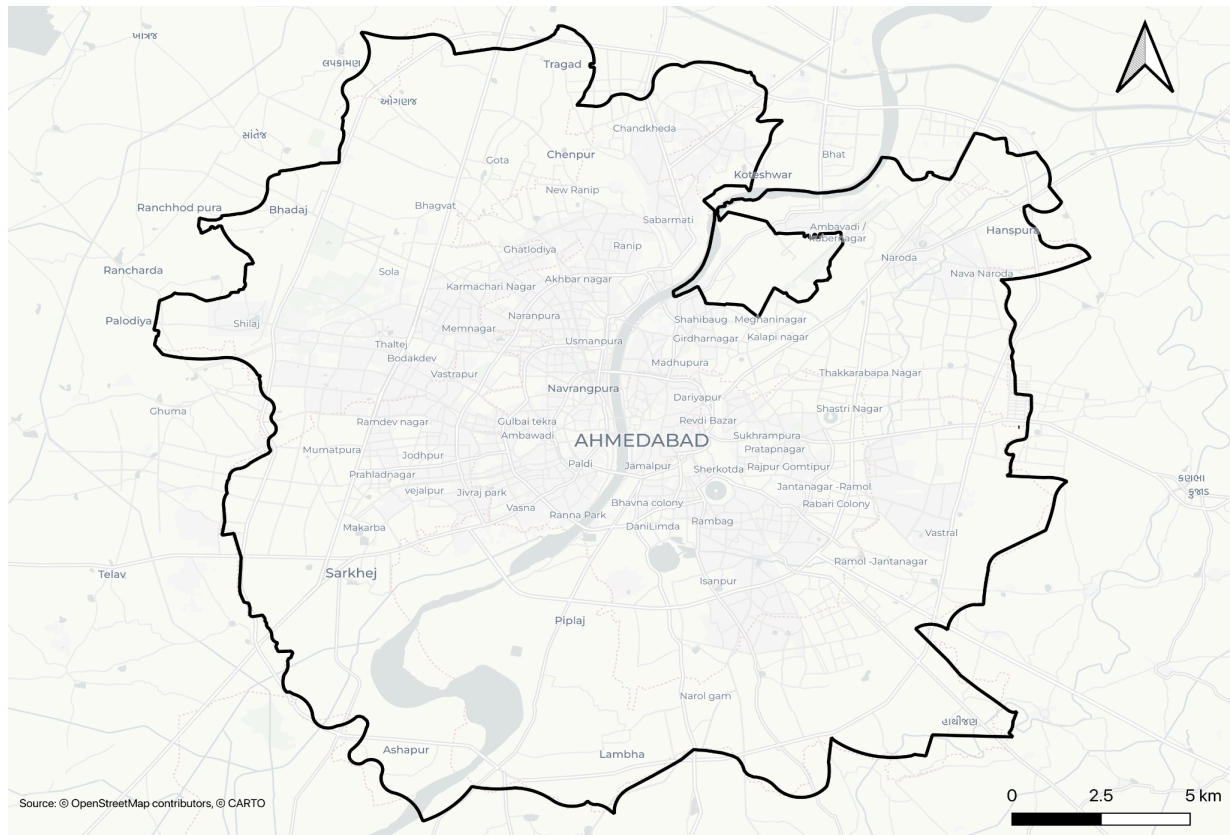 ખાત્રજ
લપકામણ
Tragad
ઓગણજ
સાંતેજ
Chandkheda
Chenpur
Bhat
Gota
Koteshwar
New Ranip
Ranchhod pura
Bhadaj
Bhagvat
Sabarmati
Ambavadi /
Kubernagar
Hanspura
Ghatlodiya
Ranip
Naroda
Rancharda
Sola
Akhbar nagar
Nava Naroda
Karmachari Nagar
Palodiya
Shilaj
Naranpura
Shahibaug
Meghaninagar
Memnagar
Usmanpura
Girdharnagar
Kalapi nagar
Thaltej
Bodakdev
Madhupura
Vastrapur
Thakkarabapa Nagar
Navrangpura
Dariyapur
Ghuma
Shastri Nagar
Ramdev nagar
Gulbai tekra
Revdi Bazar
Ambawadi
AHMEDABAD
Sukhrampura
Mumatpura
Jodhpur
Pratapnagar
Paldi
Jamalpur
Sherkotda
Rajpur Gomtipur
Prahladnagar
કણભા
કુજાડ
vejalpur
Jivraj park
Jantanagar -Ramol
Vasna
Bhavna colony
Rabari Colony
Ranna Park
Makarba
DaniLimda
Rambag
Vastral
Telav
Sarkhej
Ramol -Jantanagar
Isanpur
Piplaj
Narol gam
હાથીજણ
Ashapur
Lambha
Source: © OpenStreetMap contributors, © CARTO
0 2.5 5 km